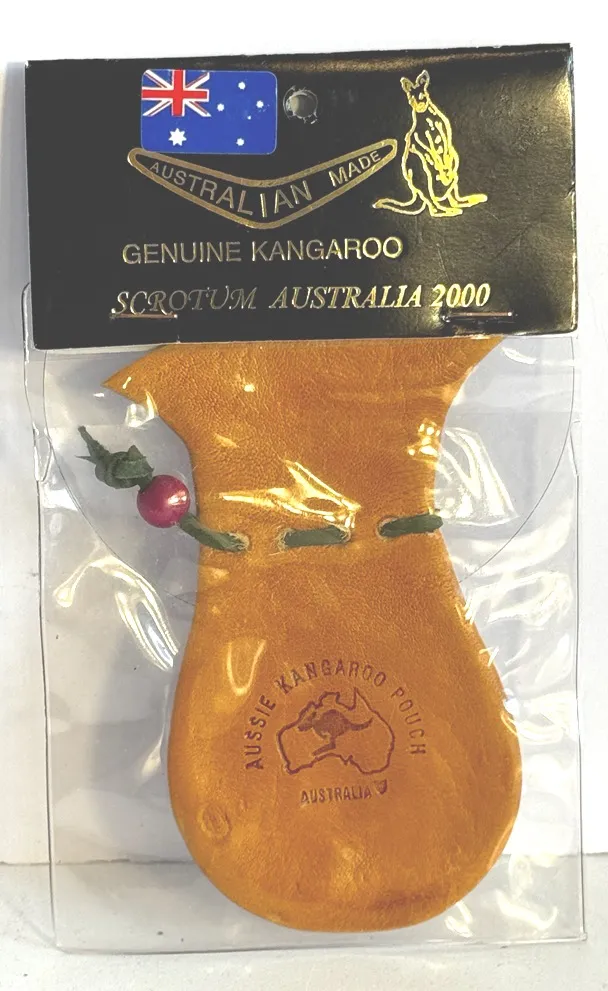 AUSTRALIAN MADE
GENUINE KANGAROO
SCROTUM AUSTRALIA 2000
AUSSIE KANGAROO POUCH
AUSTRALIA